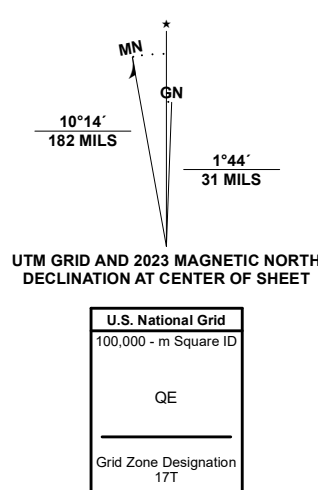 ★
MN
GN
10°14´
182 MILS
1°44´
31 MILS
UTM GRID AND 2023 MAGNETIC NORTH
DECLINATION AT CENTER OF SHEET
U.S. National Grid
100,000 - m Square ID
QE
Grid Zone Designation
17T